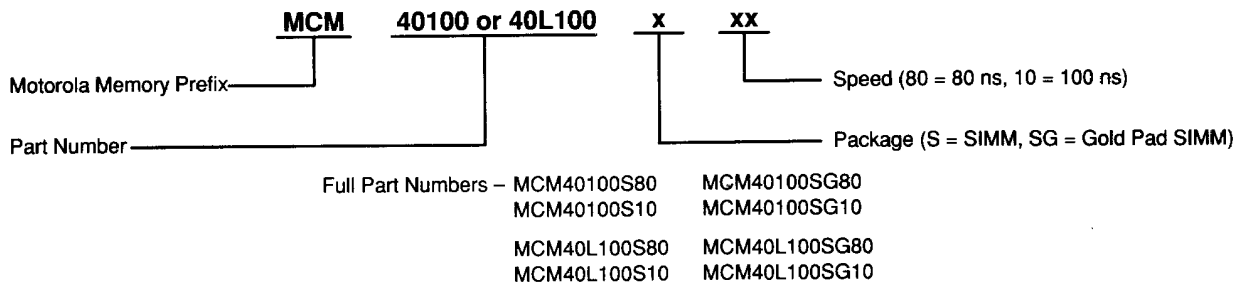 MCM 40100 or 40L100 x xx
Motorola Memory Prefix
Speed (80 = 80 ns, 10 = 100 ns)
Part Number
Package (S = SIMM, SG = Gold Pad SIMM)
Full Part Numbers – MCM40100S80 MCM40100SG80
MCM40100S10 MCM40100SG10
MCM40L100S80 MCM40L100SG80
MCM40L100S10 MCM40L100SG10